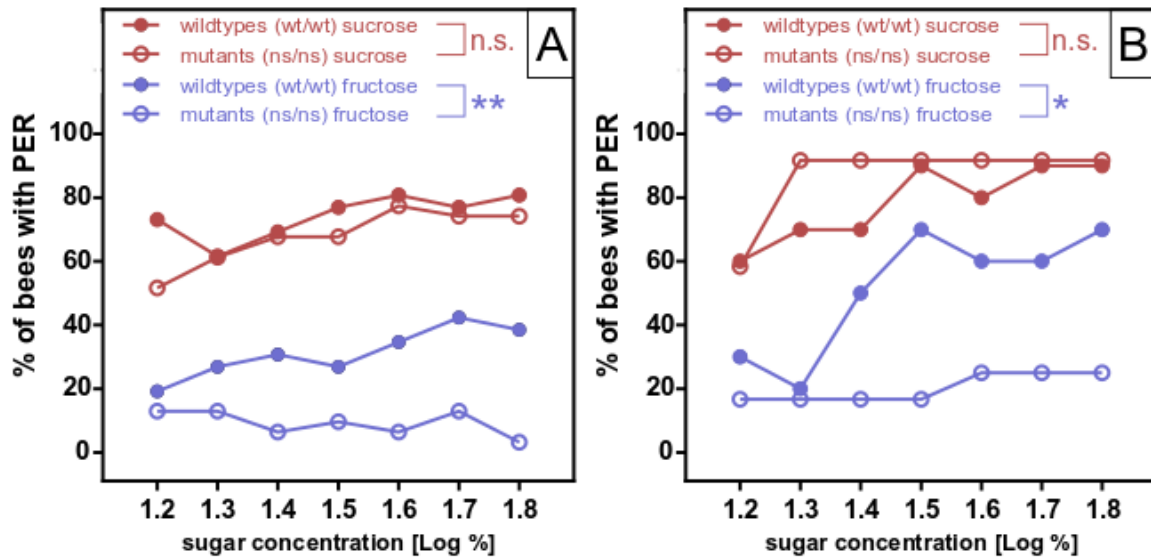 wildtypes (wt/wt) sucrose
mutants (ns/ns) sucrose
n.s.
wildtypes (wt/wt) fructose
mutants (ns/ns) fructose
**
A
% of bees with PER
100
80
60
40
20
0
1.2 1.3 1.4 1.5 1.6 1.7 1.8
sugar concentration [Log %]
wildtypes (wt/wt) sucrose
mutants (ns/ns) sucrose
n.s.
wildtypes (wt/wt) fructose
mutants (ns/ns) fructose
*
B
% of bees with PER
100
80
60
40
20
0
1.2 1.3 1.4 1.5 1.6 1.7 1.8
sugar concentration [Log %]